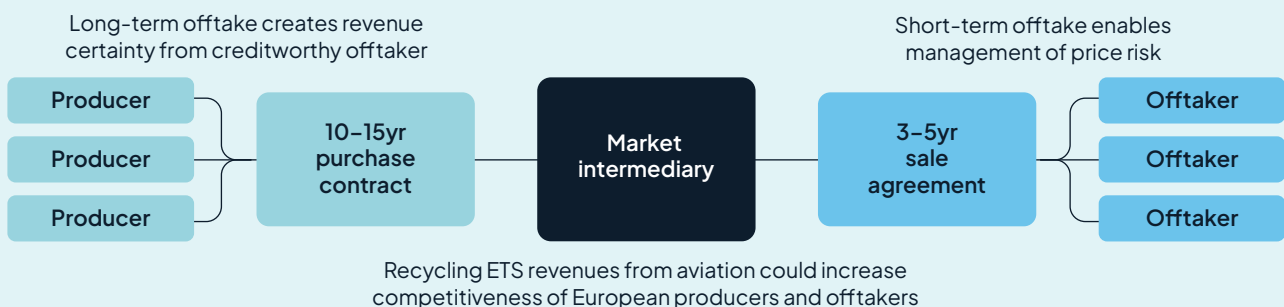 Long-term offtake creates revenue
certainty from creditworthy offtaker
Short-term offtake enables
management of price risk
Producer
Producer
Producer
10–15yr
purchase
contract
Market
intermediary
3–5yr
sale
agreement
Offtaker
Offtaker
Offtaker
Recycling ETS revenues from aviation could increase
competitiveness of European producers and offtakers